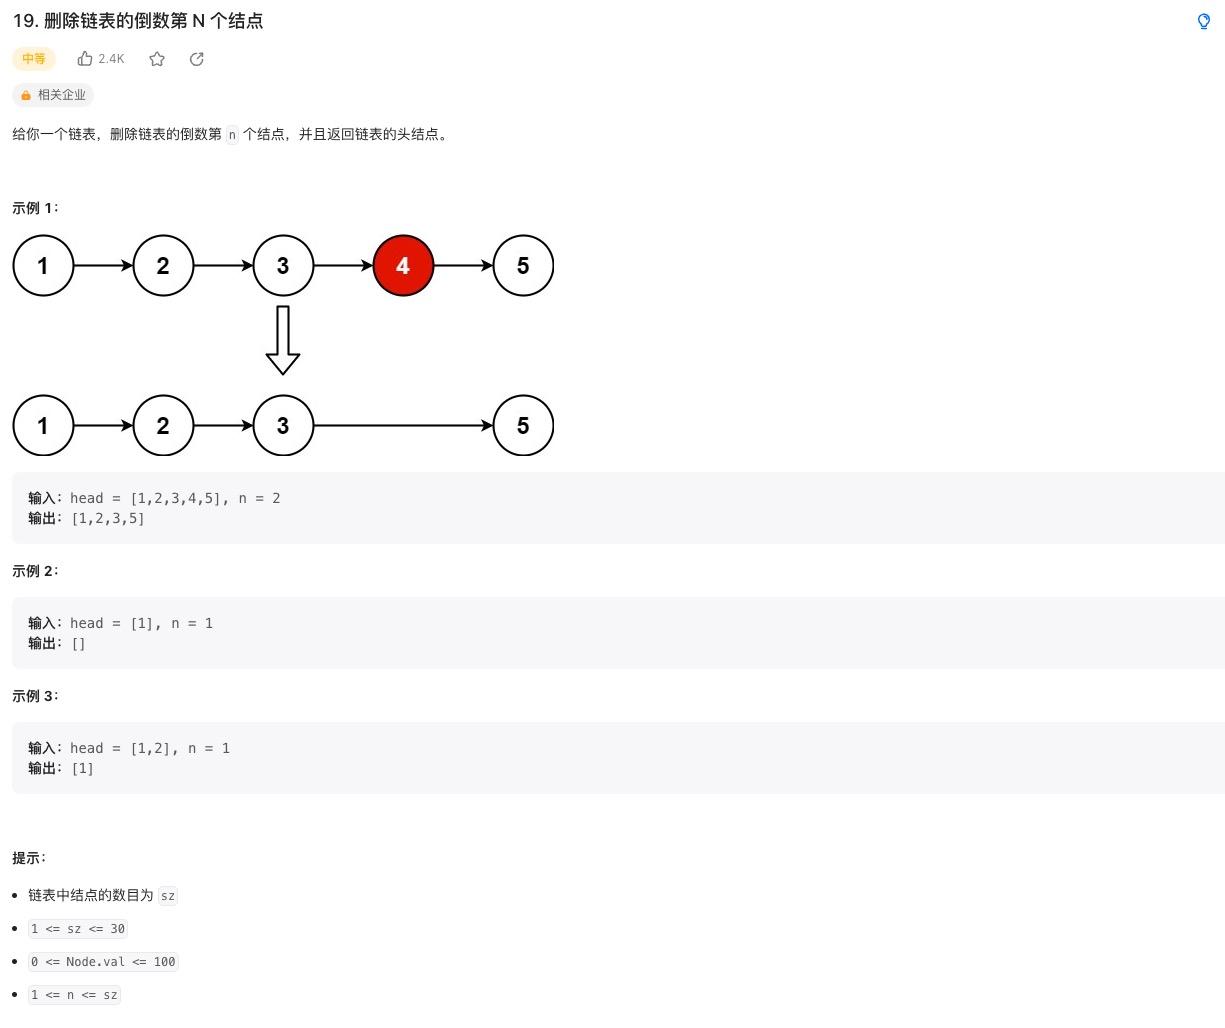 19. 删除链表的倒数第 N 个结点
中等 2.4K
相关企业
给你一个链表，删除链表的倒数第 n 个结点，并且返回链表的头结点。
示例 1：
1 2 3 4 5
1 2 3 5
输入：head = [1,2,3,4,5], n = 2
输出：[1,2,3,5]
示例 2：
输入：head = [1], n = 1
输出：[]
示例 3：
输入：head = [1,2], n = 1
输出：[1]
提示：
链表中结点的数目为 sz
1 <= sz <= 30
0 <= Node.val <= 100
1 <= n <= sz